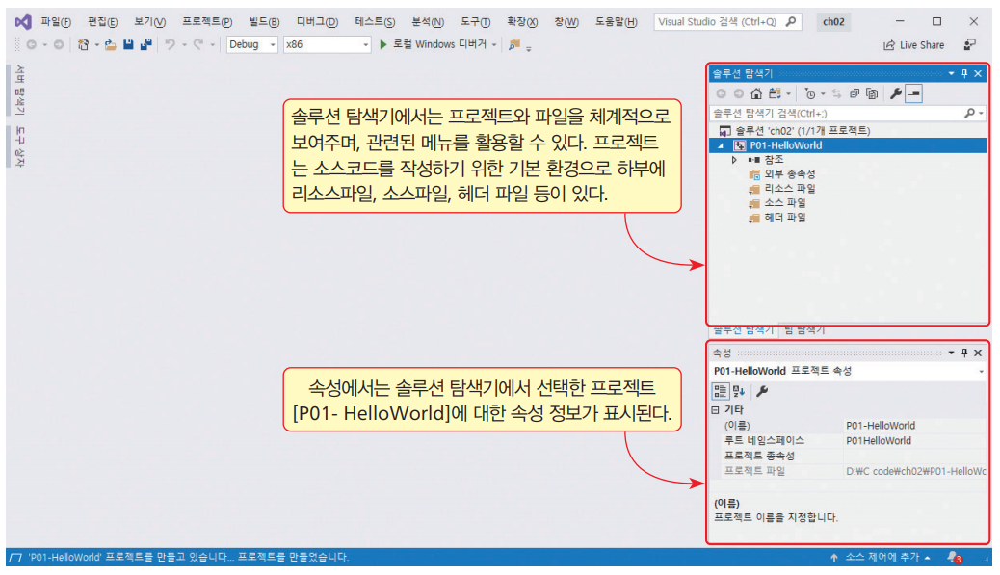 파일(F) 편집(E) 보기(V) 프로젝트(P) 빌드(B) 디버그(D) 테스트(S) 분석(N) 도구(T) 확장(X) 창(W) 도움말(H) Visual Studio 검색 (Ctrl+Q) ch02
Debug x86 로컬 Windows 디버거 Live Share
서버 탐색기
도구 상자
솔루션 탐색기에서는 프로젝트와 파일을 체계적으로
보여주며, 관련된 메뉴를 활용할 수 있다. 프로젝트
는 소스코드를 작성하기 위한 기본 환경으로 하부에
리소스파일, 소스파일, 헤더 파일 등이 있다.
솔루션 탐색기
솔루션 탐색기 검색(Ctrl+;)
솔루션 'ch02' (1/1개 프로젝트)
P01-HelloWorld
참조
외부 종속성
리소스 파일
소스 파일
헤더 파일
솔루션 탐색기 팀 탐색기
속성에서는 솔루션 탐색기에서 선택한 프로젝트
[P01- HelloWorld]에 대한 속성 정보가 표시된다.
속성
P01-HelloWorld 프로젝트 속성
기타
(이름) P01-HelloWorld
루트 네임스페이스 P01HelloWorld
프로젝트 종속성
프로젝트 파일 D:₩C code₩ch02₩P01-HelloWo
(이름)
프로젝트 이름을 지정합니다.
'P01-HelloWorld' 프로젝트를 만들고 있습니다... 프로젝트를 만들었습니다. 소스 제어에 추가 3